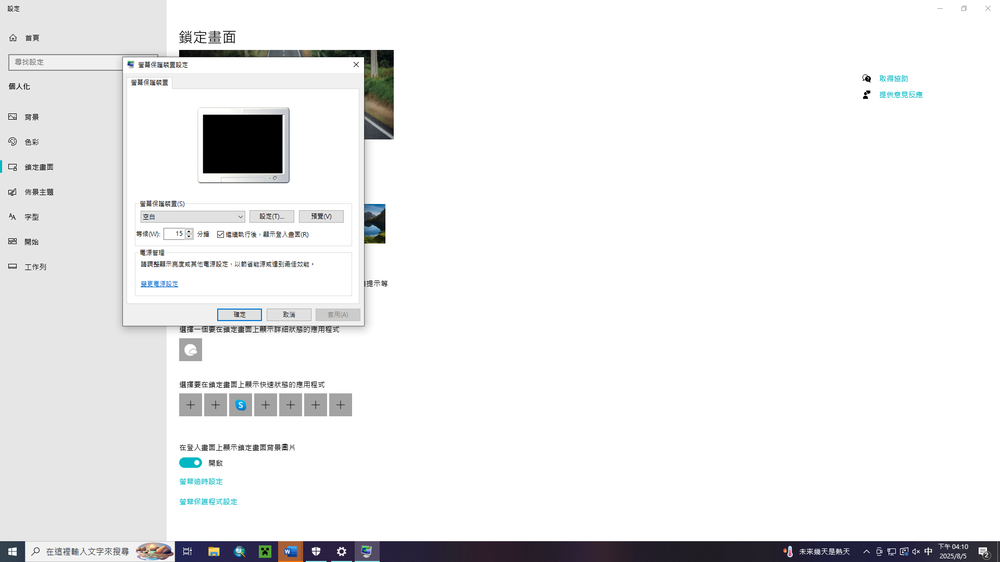 設定
首頁
尋找設定
個人化
背景
色彩
鎖定畫面
佈景主題
字型
開始
工作列
鎖定畫面
取得協助
提供意見反應
螢幕保護裝置設定
螢幕保護裝置
螢幕保護裝置(S)
空白
設定(T)...
預覽(V)
等候(W): 15 分鐘
繼續執行後，顯示登入畫面(R)
電源管理
請調整顯示亮度或其他電源設定，以節省能源或達到最佳效能。
變更電源設定
確定
取消
套用(A)
提示等
選擇一個要在鎖定畫面上顯示詳細狀態的應用程式
選擇要在鎖定畫面上顯示快速狀態的應用程式
在登入畫面上顯示鎖定畫面背景圖片
開啟
螢幕逾時設定
螢幕保護程式設定
在這裡輸入文字來搜尋
未來幾天是熱天
中
下午 04:10
2025/8/5
2